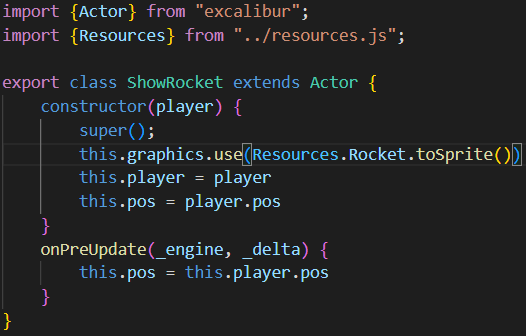 import {Actor} from "excalibur";
import {Resources} from "../resources.js";

export class ShowRocket extends Actor {
    constructor(player) {
        super();
        this.graphics.use(Resources.Rocket.toSprite())
        this.player = player
        this.pos = player.pos
    }
    onPreUpdate(_engine, _delta) {
        this.pos = this.player.pos
    }
}